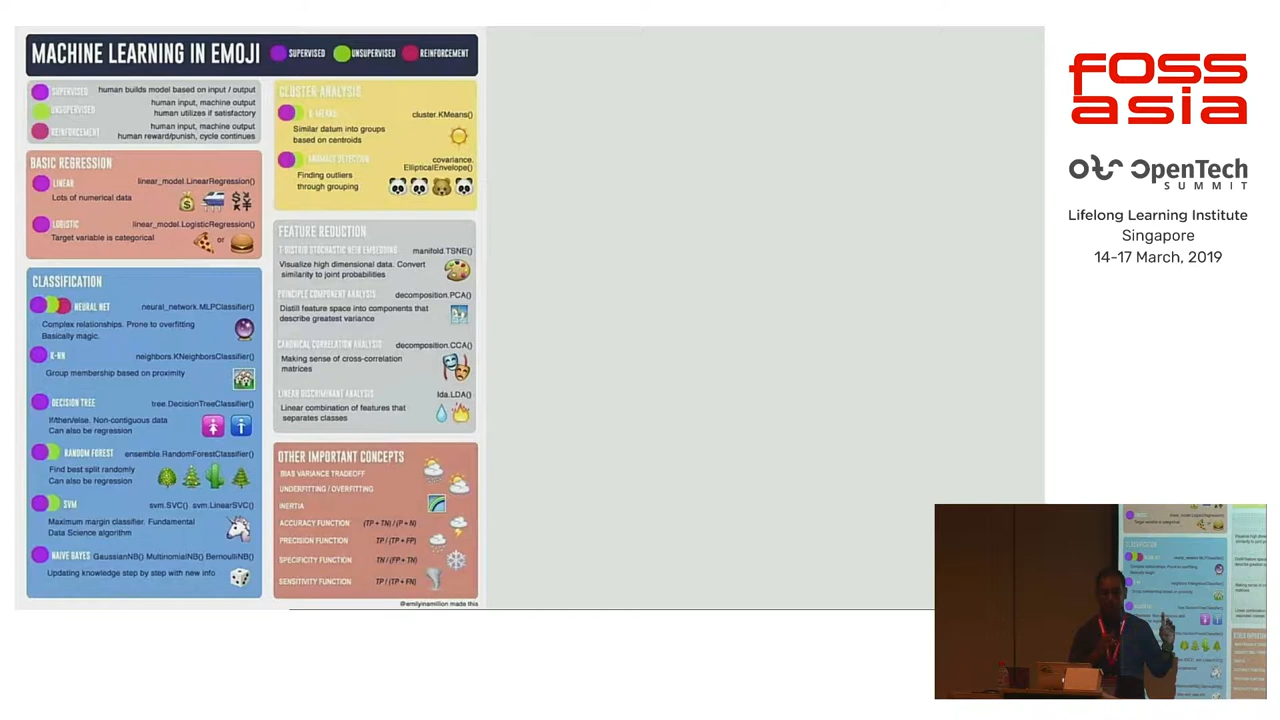 MACHINE LEARNING IN EMOJI
SUPERVISED
UNSUPERVISED
REINFORCEMENT
SUPERVISED human builds model based on input / output
UNSUPERVISED human input, machine output
human utilizes if satisfactory
REINFORCEMENT human input, machine output
human reward/punish, cycle continues
BASIC REGRESSION
LINEAR linear_model.LinearRegression()
Lots of numerical data
LOGISTIC linear_model.LogisticRegression()
Target variable is categorical
or
CLASSIFICATION
NEURAL NET neural_network.MLPClassifier()
Complex relationships. Prone to overfitting
Basically magic.
K-NN neighbors.KNeighborsClassifier()
Group membership based on proximity
DECISION TREE tree.DecisionTreeClassifier()
If/then/else. Non-contiguous data
Can also be regression
RANDOM FOREST ensemble.RandomForestClassifier()
Find best split randomly
Can also be regression
SVM svm.SVC() svm.LinearSVC()
Maximum margin classifier. Fundamental
Data Science algorithm
NAIVE BAYES GaussianNB() MultinomialNB() BernoulliNB()
Updating knowledge step by step with new info
CLUSTER ANALYSIS
K-MEANS cluster.KMeans()
Similar datum into groups
based on centroids
ANOMALY DETECTION covariance.
EllipticalEnvelope()
Finding outliers
through grouping
FEATURE REDUCTION
T-DISTRIB STOCHASTIC NEIB EMBEDDING manifold.TSNE()
Visualize high dimensional data. Convert
similarity to joint probabilities
PRINCIPLE COMPONENT ANALYSIS decomposition.PCA()
Distill feature space into components that
describe greatest variance
CANONICAL CORRELATION ANALYSIS decomposition.CCA()
Making sense of cross-correlation
matrices
LINEAR DISCRIMINANT ANALYSIS lda.LDA()
Linear combination of features that
separates classes
OTHER IMPORTANT CONCEPTS
BIAS VARIANCE TRADEOFF
UNDERFITTING / OVERFITTING
INERTIA
ACCURACY FUNCTION (TP + TN) / (P + N)
PRECISION FUNCTION TP / (TP + FP)
SPECIFICITY FUNCTION TN / (FP + TN)
SENSITIVITY FUNCTION TP / (TP + FN)
@emilyinamillion made this
FOSS
ASIA
OpenTech
SUMMIT
Lifelong Learning Institute
Singapore
14-17 March, 2019